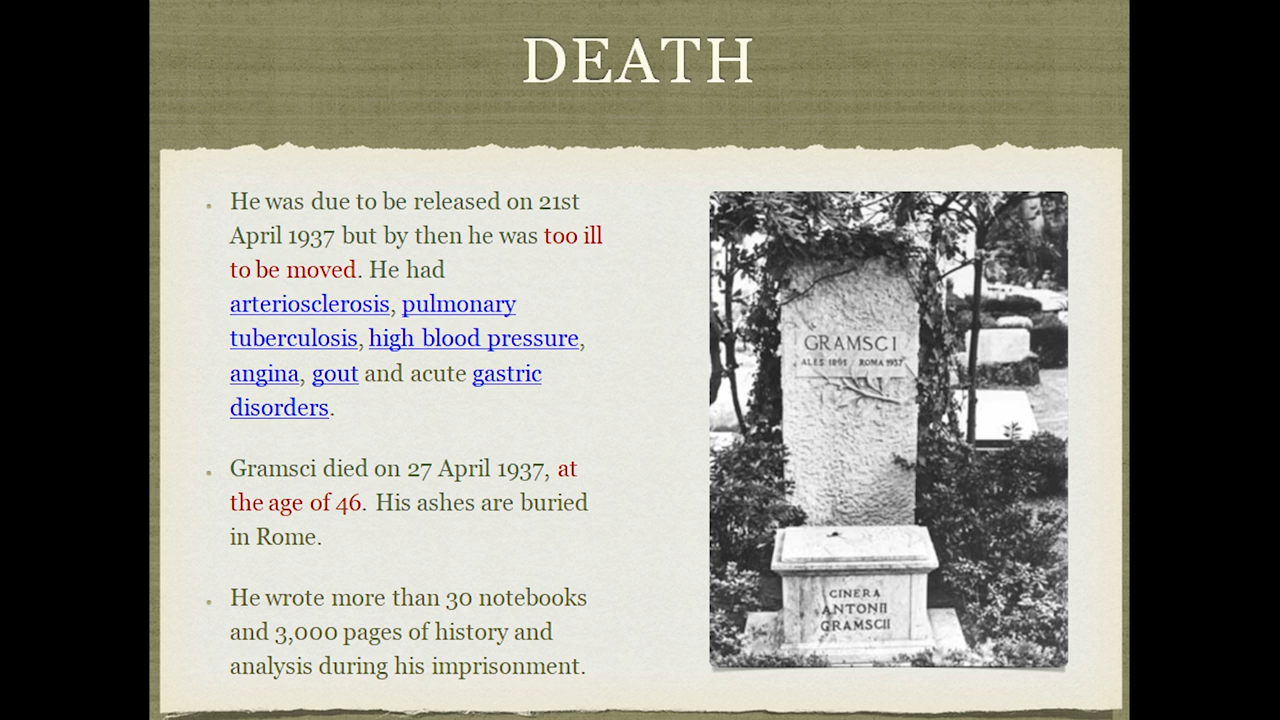 DEATH
He was due to be released on 21st
April 1937 but by then he was too ill
to be moved. He had
arteriosclerosis, pulmonary
tuberculosis, high blood pressure,
angina, gout and acute gastric
disorders.
Gramsci died on 27 April 1937, at
the age of 46. His ashes are buried
in Rome.
He wrote more than 30 notebooks
and 3,000 pages of history and
analysis during his imprisonment.
GRAMSCI
ALES 1891 ROMA 1937
CINERA
ANTONII
GRAMSCII